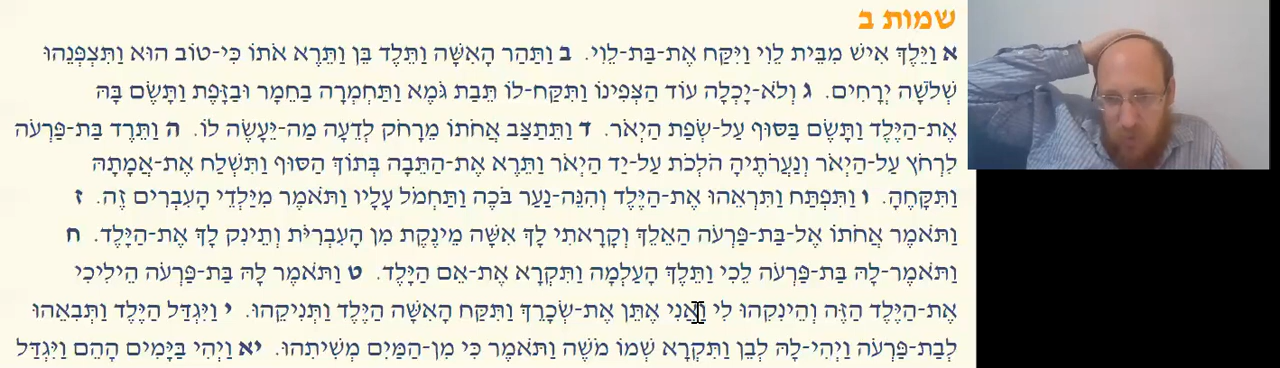 שמות ב
א וַיֵּלֶךְ אִישׁ מִבֵּית לֵוִי וַיִּקַּח אֶת-בַּת-לֵוִי. ב וַתַּהַר הָאִשָּׁה וַתֵּלֶד בֵּן וַתֵּרֶא אֹתוֹ כִּי-טוֹב הוּא וַתִּצְפְּנֵהוּ
שְׁלֹשָׁה יְרָחִים. ג וְלֹא-יָכְלָה עוֹד הַצְּפִינוֹ וַתִּקַּח-לוֹ תֵּבַת גֹּמֶא וַתַּחְמְרָה בַחֵמָר וּבַזָּפֶת וַתָּשֶׂם בָּהּ
אֶת-הַיֶּלֶד וַתָּשֶׂם בַּסּוּף עַל-שְׂפַת הַיְאֹר. ד וַתֵּתַצַּב אֲחֹתוֹ מֵרָחֹק לְדֵעָה מַה-יֵּעָשֶׂה לוֹ. ה וַתֵּרֶד בַּת-פַּרְעֹה
לִרְחֹץ עַל-הַיְאֹר וְנַעֲרֹתֶיהָ הֹלְכֹת עַל-יַד הַיְאֹר וַתֵּרֶא אֶת-הַתֵּבָה בְּתוֹךְ הַסּוּף וַתִּשְׁלַח אֶת-אֲמָתָהּ
וַתִּקָּחֶהָ. ו וַתִּפְתַּח וַתִּרְאֵהוּ אֶת-הַיֶּלֶד וְהִנֵּה-נַעַר בֹּכֶה וַתַּחְמֹל עָלָיו וַתֹּאמֶר מִיַּלְדֵי הָעִבְרִים זֶה. ז
וַתֹּאמֶר אֲחֹתוֹ אֶל-בַּת-פַּרְעֹה הַאֵלֵךְ וְקָרָאתִי לָךְ אִשָּׁה מֵינֶקֶת מִן הָעִבְרִיֹּת וְתֵינִק לָךְ אֶת-הַיָּלֶד. ח
וַתֹּאמֶר-לָהּ בַּת-פַּרְעֹה לֵכִי וַתֵּלֶךְ הָעַלְמָה וַתִּקְרָא אֶת-אֵם הַיָּלֶד. ט וַתֹּאמֶר לָהּ בַּת-פַּרְעֹה הֵילִיכִי
אֶת-הַיֶּלֶד הַזֶּה וְהֵינִקִהוּ לִי וַאֲנִי אֶתֵּן אֶת-שְׂכָרֵךְ וַתִּקַּח הָאִשָּׁה הַיֶּלֶד וַתְּנִיקֵהוּ. י וַיִּגְדַּל הַיֶּלֶד וַתְּבִאֵהוּ
לְבַת-פַּרְעֹה וַיְהִי-לָהּ לְבֵן וַתִּקְרָא שְׁמוֹ מֹשֶׁה וַתֹּאמֶר כִּי מִן-הַמַּיִם מְשִׁיתִהוּ. יא וַיְהִי בַּיָּמִים הָהֵם וַיִּגְדַּל